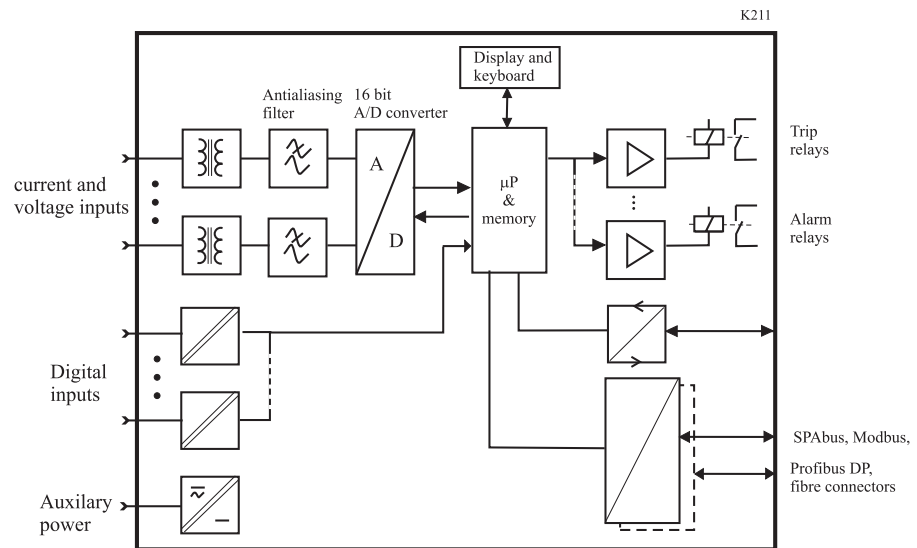 K211
Display and
keyboard
Antialiasing
filter
16 bit
A/D converter
current and
voltage inputs
A
D
μP
&
memory
Trip
relays
Alarm
relays
Digital
inputs
SPAbus, Modbus,
Profibus DP,
fibre connectors
Auxilary
power